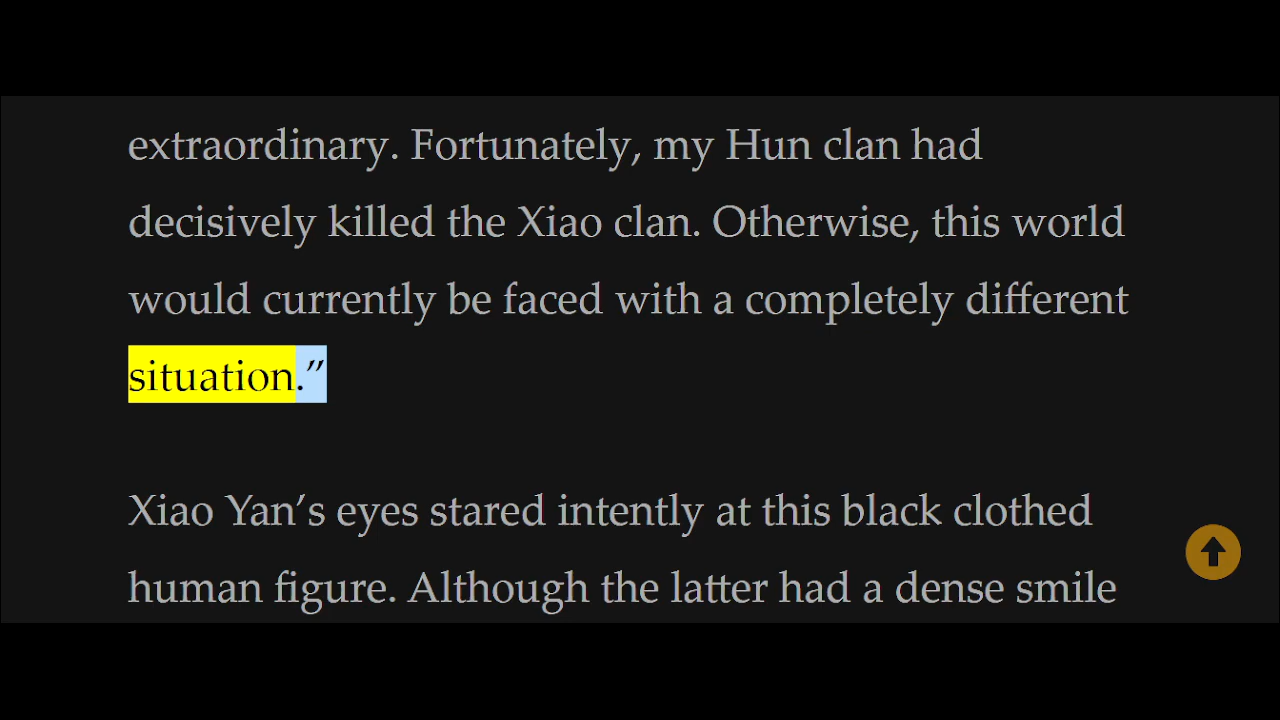 extraordinary. Fortunately, my Hun clan had
decisively killed the Xiao clan. Otherwise, this world
would currently be faced with a completely different
situation.”
Xiao Yan’s eyes stared intently at this black clothed
human figure. Although the latter had a dense smile